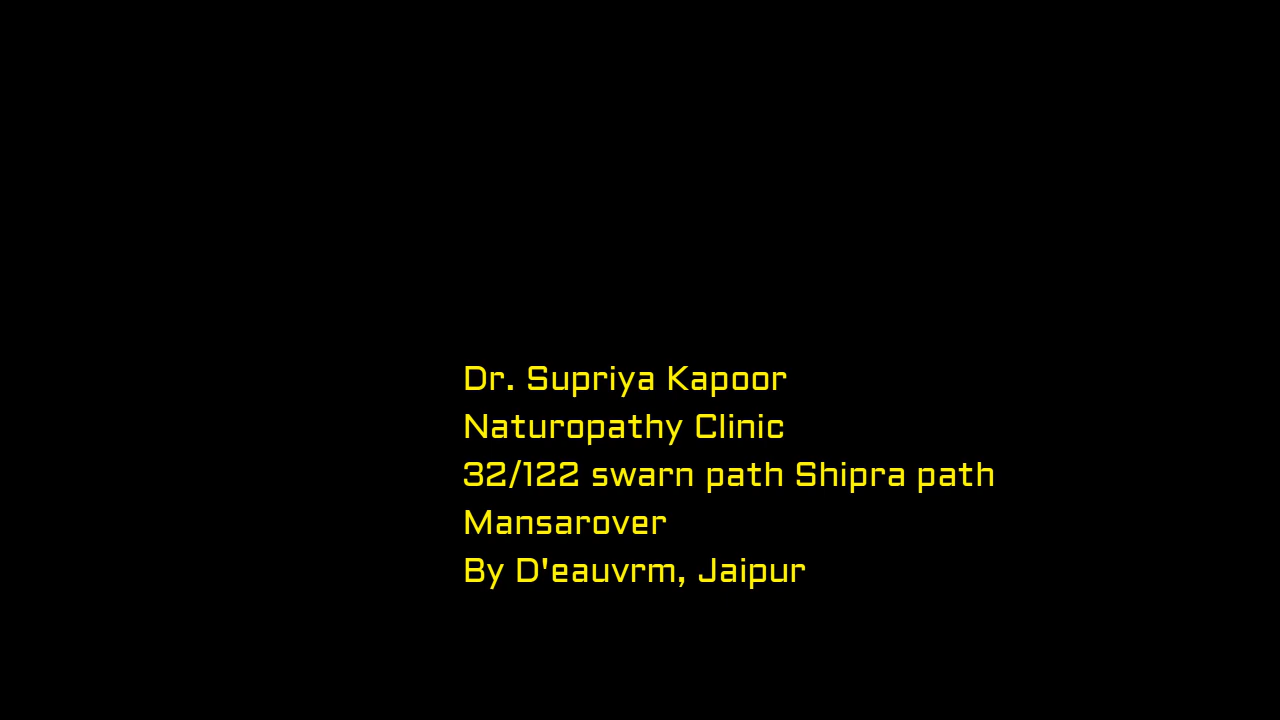 Dr. Supriya Kapoor
Naturopathy Clinic
32/122 swarn path Shipra path
Mansarover
By D'eauvrm, Jaipur